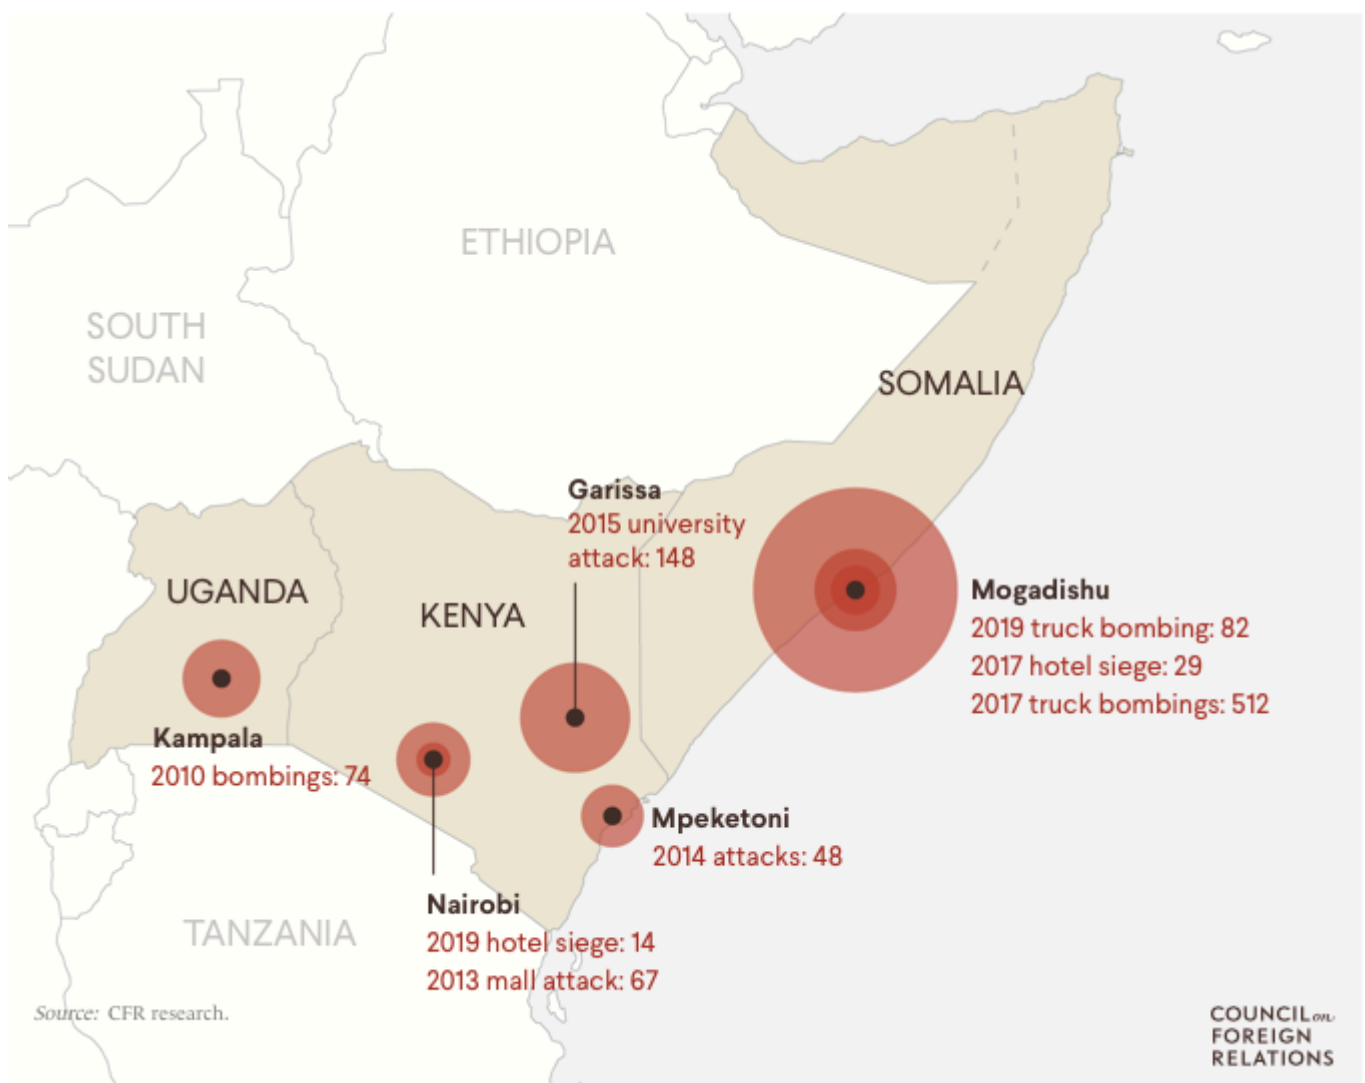 ETHIOPIA
SOUTH
SUDAN
SOMALIA
Garissa
2015 university
attack: 148
UGANDA
KENYA
Mogadishu
2019 truck bombing: 82
2017 hotel siege: 29
2017 truck bombings: 512
Kampala
2010 bombings: 74
Mpeketoni
2014 attacks: 48
Nairobi
2019 hotel siege: 14
2013 mall attack: 67
TANZANIA
Source: CFR research.
COUNCIL on
FOREIGN
RELATIONS